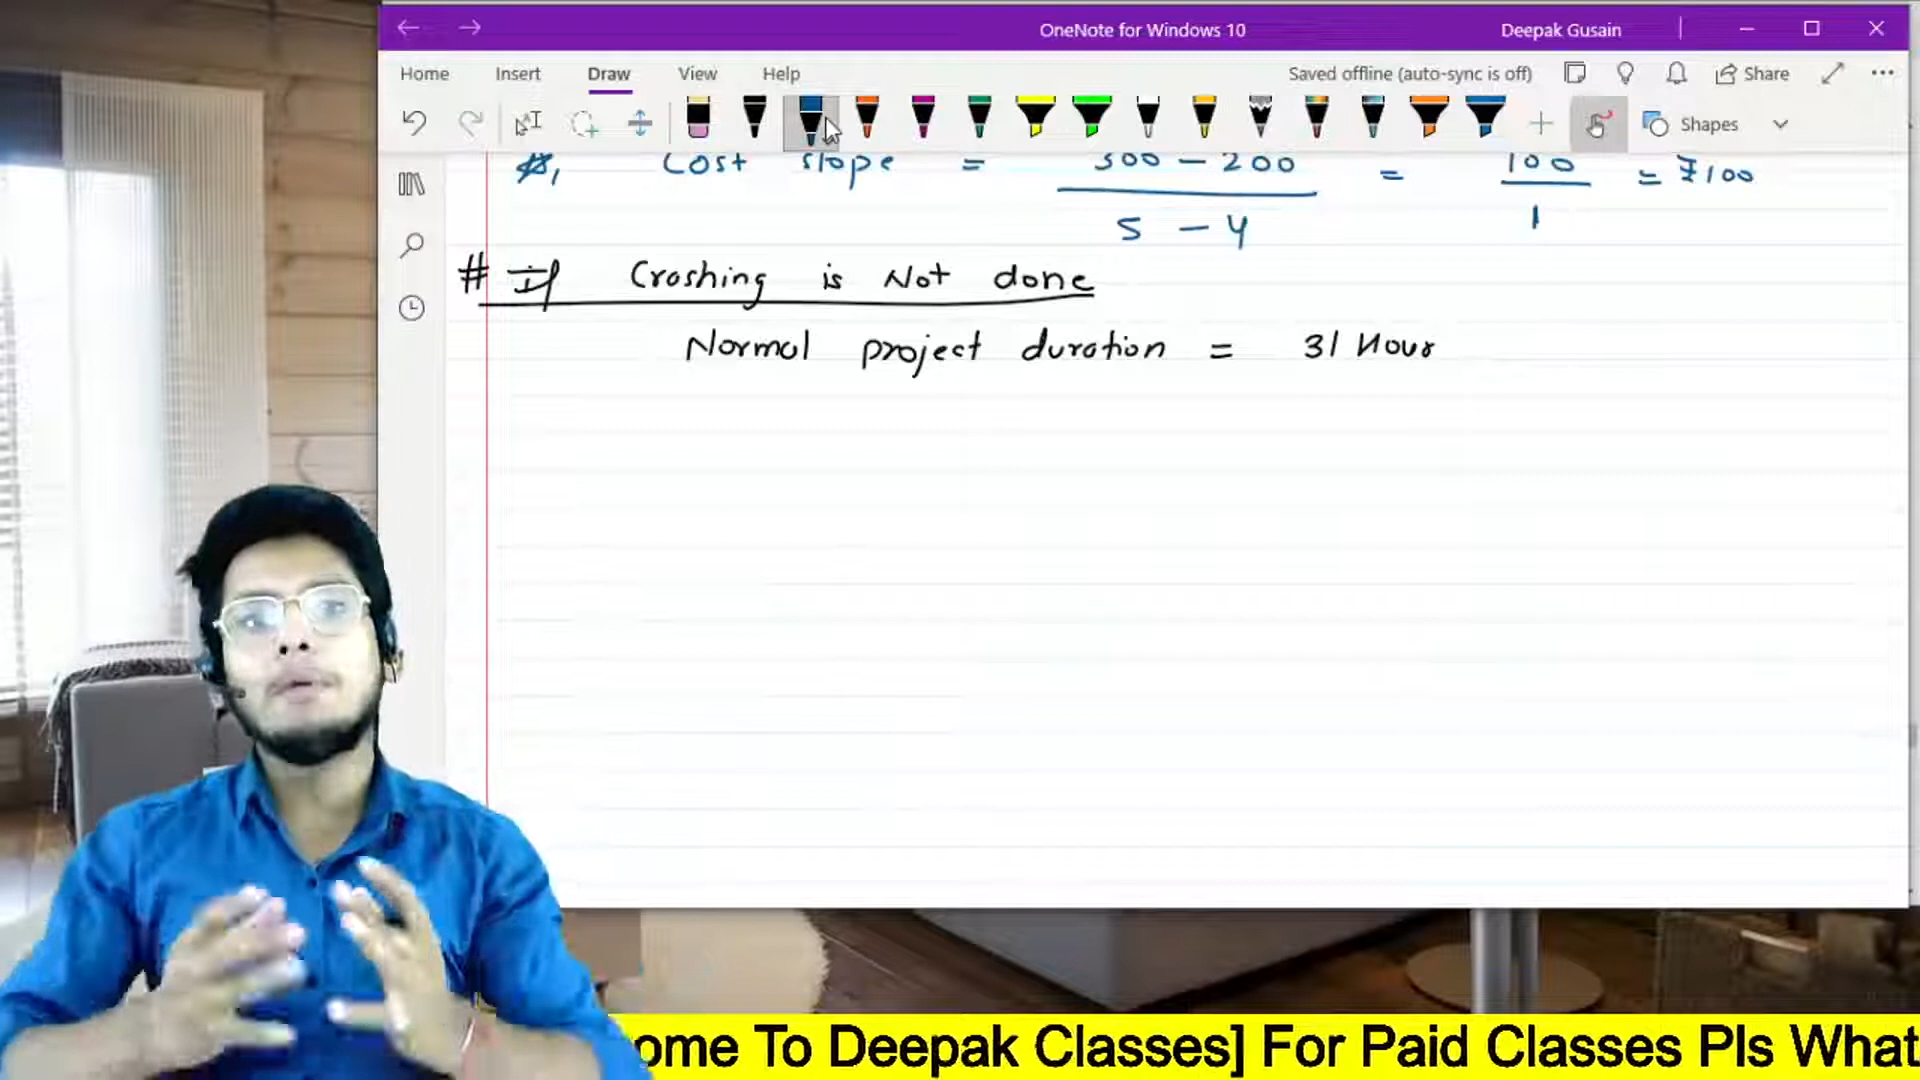 OneNote for Windows 10
Deepak Gusain
Home Insert Draw View Help
Saved offline (auto-sync is off) Share
Shapes
Cost slope = 300 - 200 / 5 - 4 = 100 / 1 = ₹100
# If Crashing is Not done
Normal project duration = 31 Hour
ome To Deepak Classes] For Paid Classes Pls What